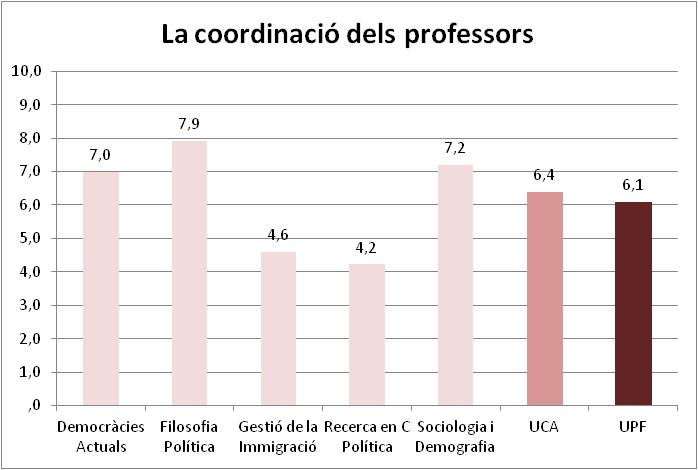 La coordinació dels professors
10,0
9,0
8,0
7,0
6,0
5,0
4,0
3,0
2,0
1,0
,0
7,0
7,9
4,6
4,2
7,2
6,4
6,1
Democràcies
Actuals
Filosofia
Política
Gestió de la
Immigració
Recerca en C
Política
Sociologia i
Demografia
UCA
UPF